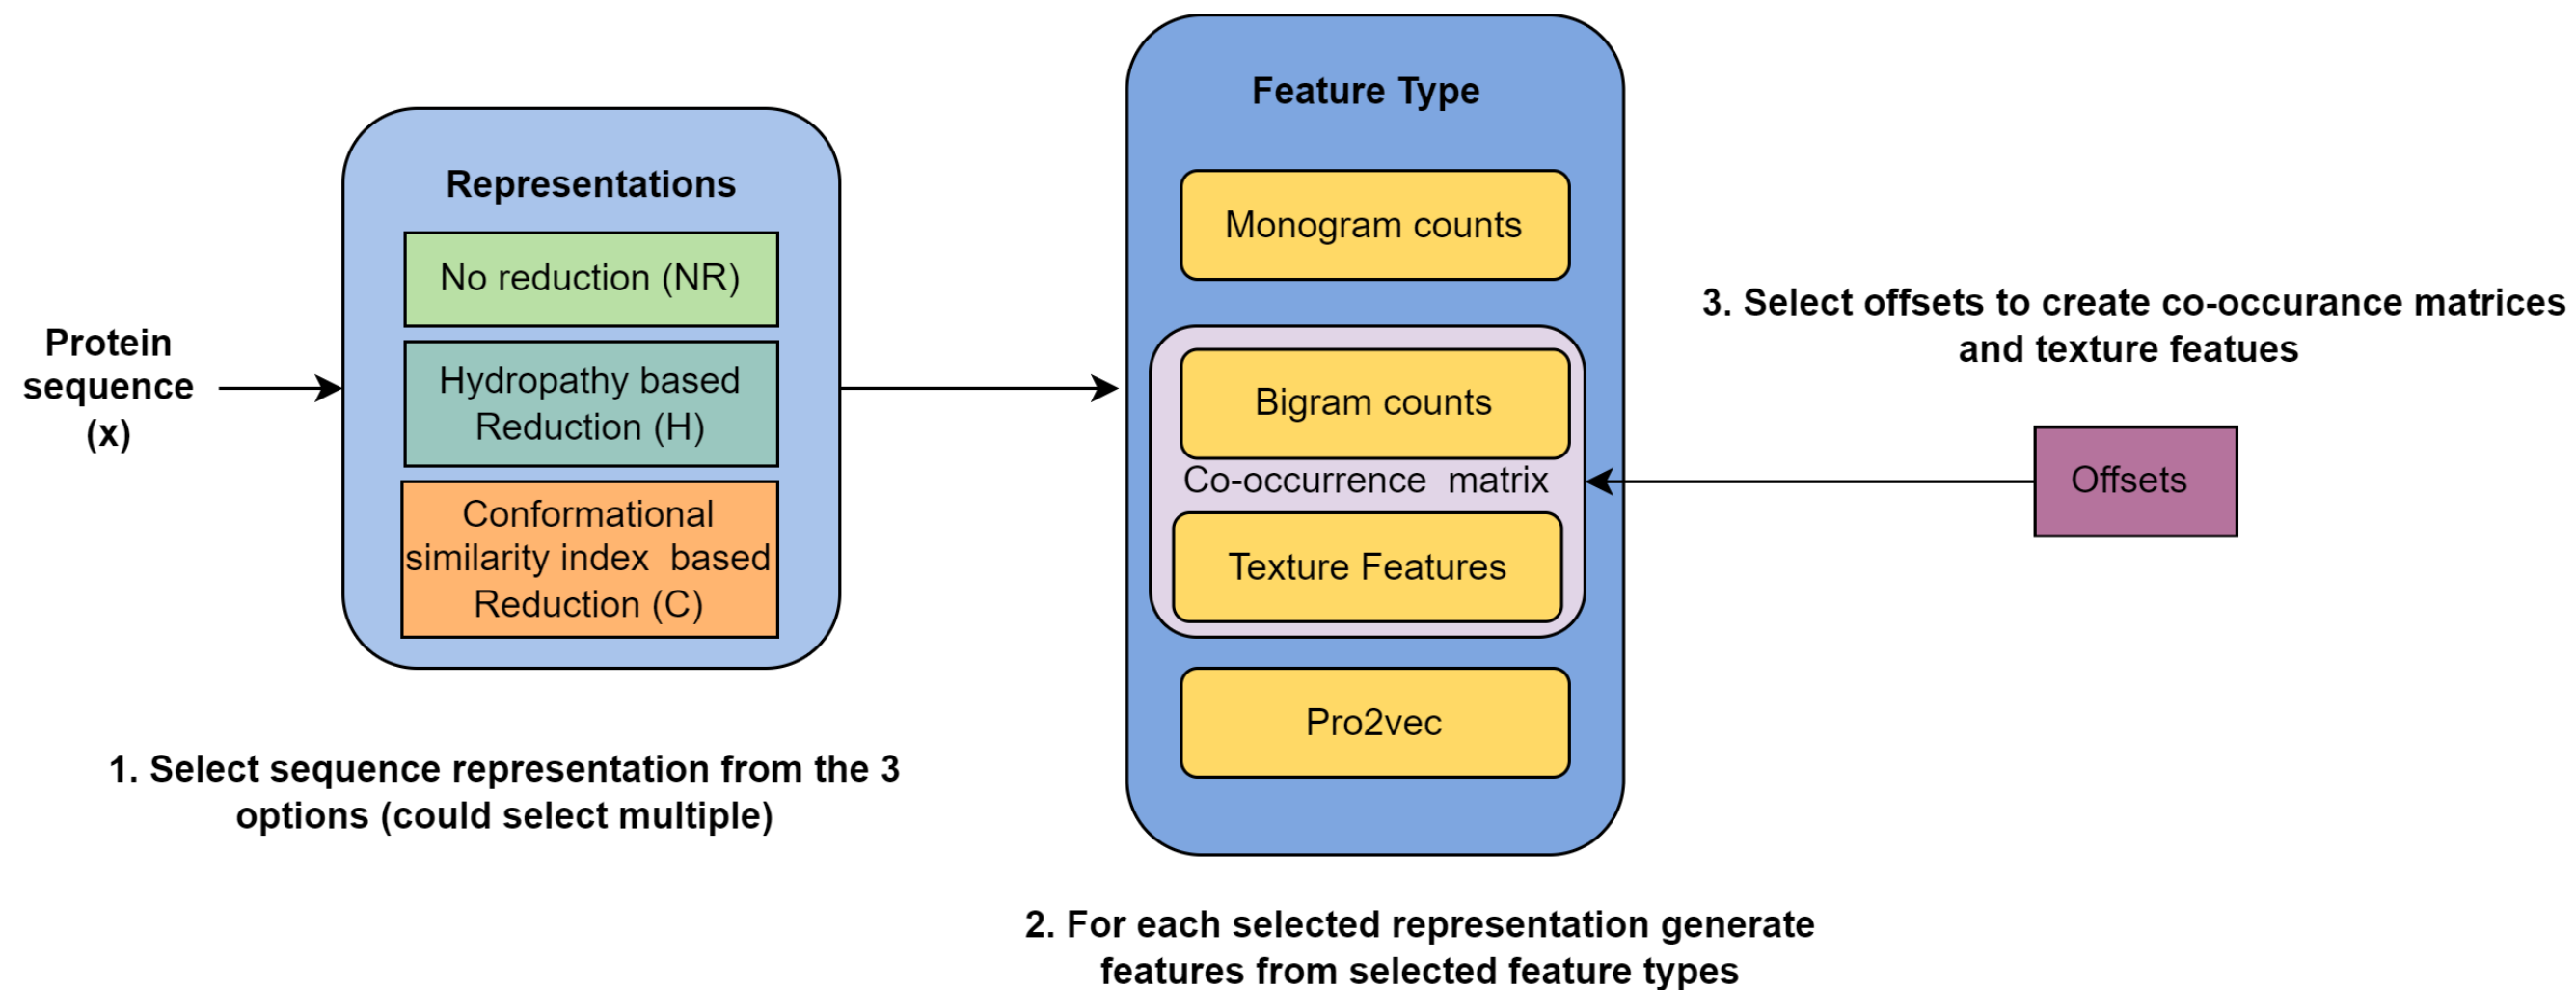 Protein
sequence
(x)
Representations
No reduction (NR)
Hydropathy based
Reduction (H)
Conformational
similarity index  based
Reduction (C)
1. Select sequence representation from the 3
options (could select multiple)
Feature Type
Monogram counts
Bigram counts
Co-occurrence  matrix
Texture Features
Pro2vec
2. For each selected representation generate
features from selected feature types
3. Select offsets to create co-occurance matrices
and texture featues
Offsets